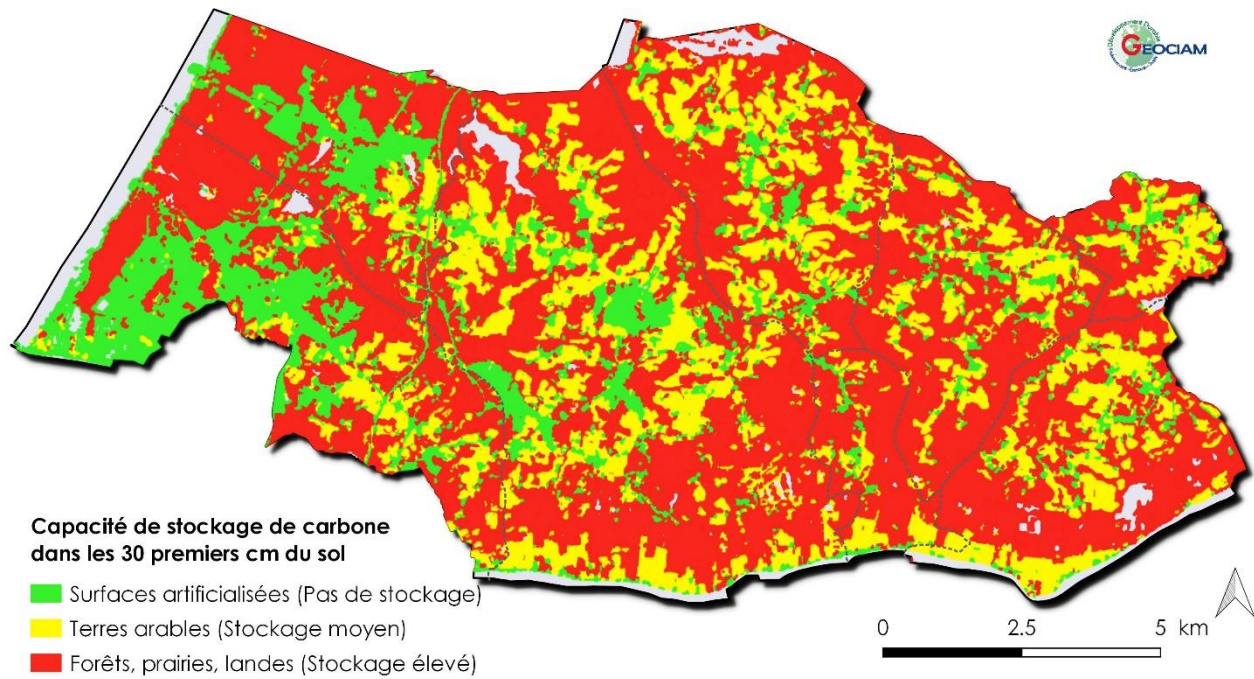 GEOCIAM
Capacité de stockage de carbone
dans les 30 premiers cm du sol
Surfaces artificialisées (Pas de stockage)
Terres arables (Stockage moyen)
Forêts, prairies, landes (Stockage élevé)
0 2.5 5 km